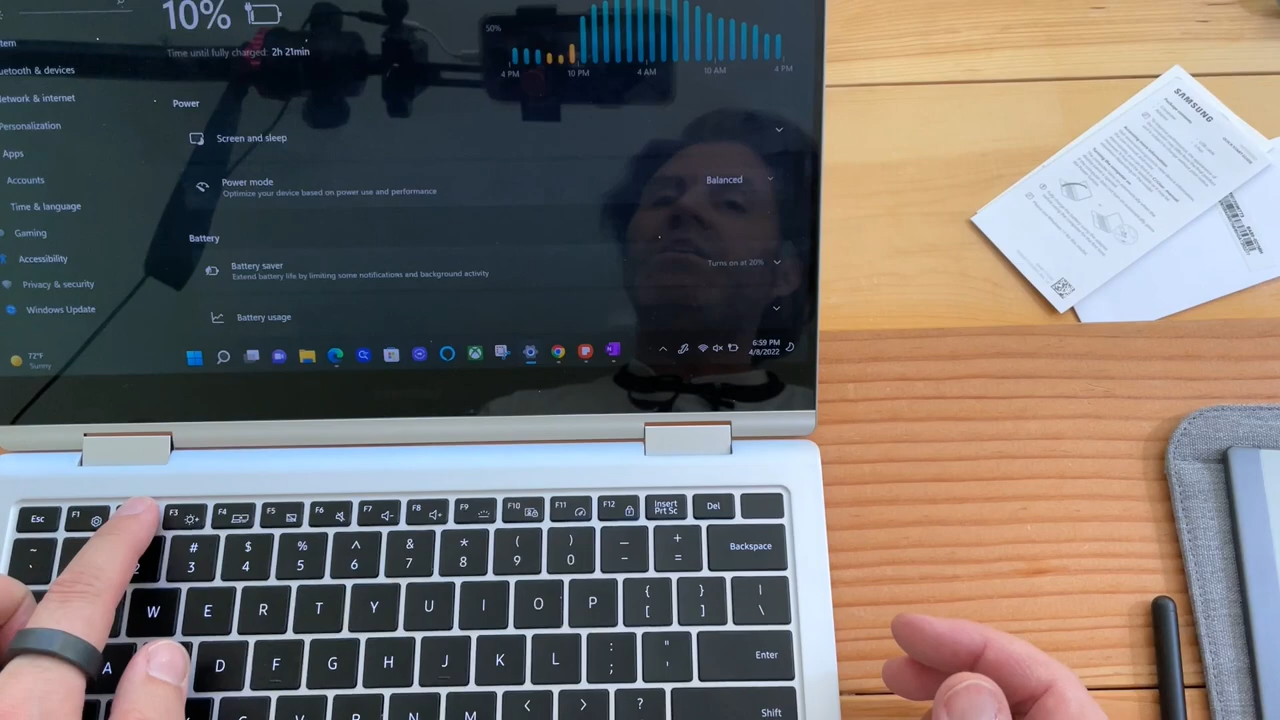 10%
Time until fully charged: 2h 21min
50%
4 PM 10 PM 4 AM 10 AM 4 PM
tem
uetooth & devices
etwork & internet
Personalization
Apps
Accounts
Time & language
Gaming
Accessibility
Privacy & security
Windows Update
Power
Screen and sleep
Power mode
Optimize your device based on power use and performance
Balanced
Battery
Battery saver
Extend battery life by limiting some notifications and background activity
Turns on at 20%
Battery usage
72°F
Sunny
6:59 PM
4/8/2022
SAMSUNG
Esc F1 F3 F4 F5 F6 F7 F8 F9 F10 F11 F12 Insert Prt Sc Del
~ # $ % ^ & * ( ) _ +
` 2 3 4 5 6 7 8 9 0 - = Backspace
W E R T Y U I O P { [ } ] | \
A D F G H J K L : ; " ' Enter
N M < > ? Shift